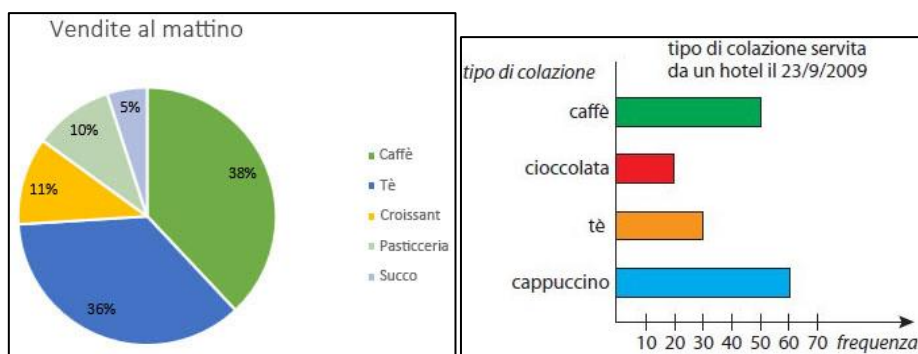 Vendite al mattino
5%
10%
11%
38%
36%
Caffè
Tè
Croissant
Pasticceria
Succo
tipo di colazione servita
da un hotel il 23/9/2009
tipo di colazione
caffè
cioccolata
tè
cappuccino
10 20 30 40 50 60 70 frequenza